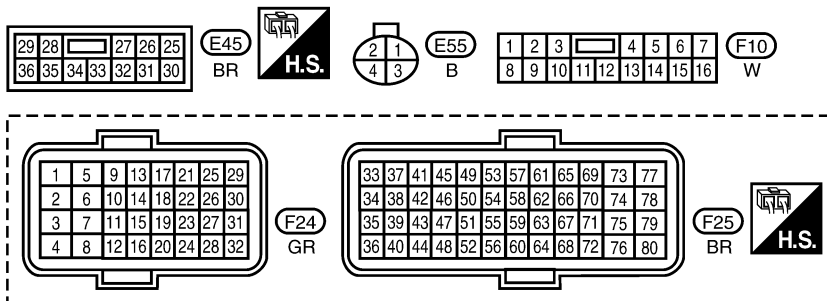 29 28 27 26 25 E45 H.S. 2 1 E55 1 2 3 4 5 6 7 F10
36 35 34 33 32 31 30 BR 4 3 B 8 9 10 11 12 13 14 15 16 W
1 5 9 13 17 21 25 29 33 37 41 45 49 53 57 61 65 69 73 77
2 6 10 14 18 22 26 30 34 38 42 46 50 54 58 62 66 70 74 78
3 7 11 15 19 23 27 31 F24 35 39 43 47 51 55 59 63 67 71 75 79 F25
4 8 12 16 20 24 28 32 GR 36 40 44 48 52 56 60 64 68 72 76 80 BR H.S.